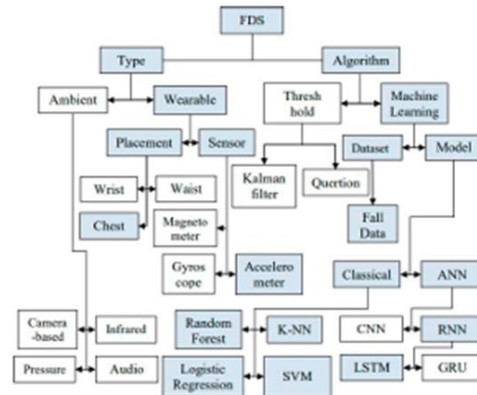 FDS
Type
Algorithm
Ambient
Wearable
Thresh
hold
Machine
Learning
Placement
Sensor
Dataset
Model
Wrist
Waist
Kalman
filter
Quertion
Chest
Magneto
meter
Fall
Data
Gyros
cope
Accelero
meter
Classical
ANN
Camera
-based
Infrared
Random
Forest
K-NN
CNN
RNN
Pressure
Audio
Logistic
Regression
SVM
LSTM
GRU